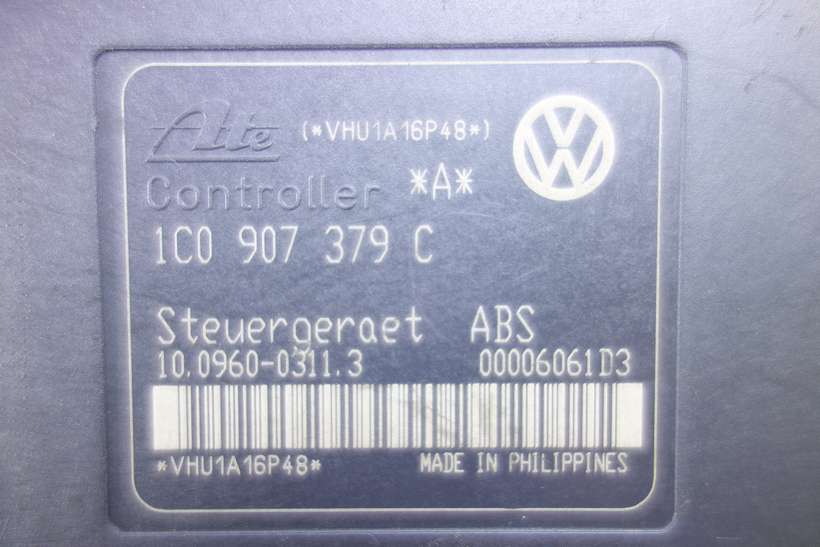 Ate (*VHU1A16P48*)
Controller *A*
1C0 907 379 C
Steuergeraet ABS
10.0960-0311.3 00006061D3
*VHU1A16P48* MADE IN PHILIPPINES